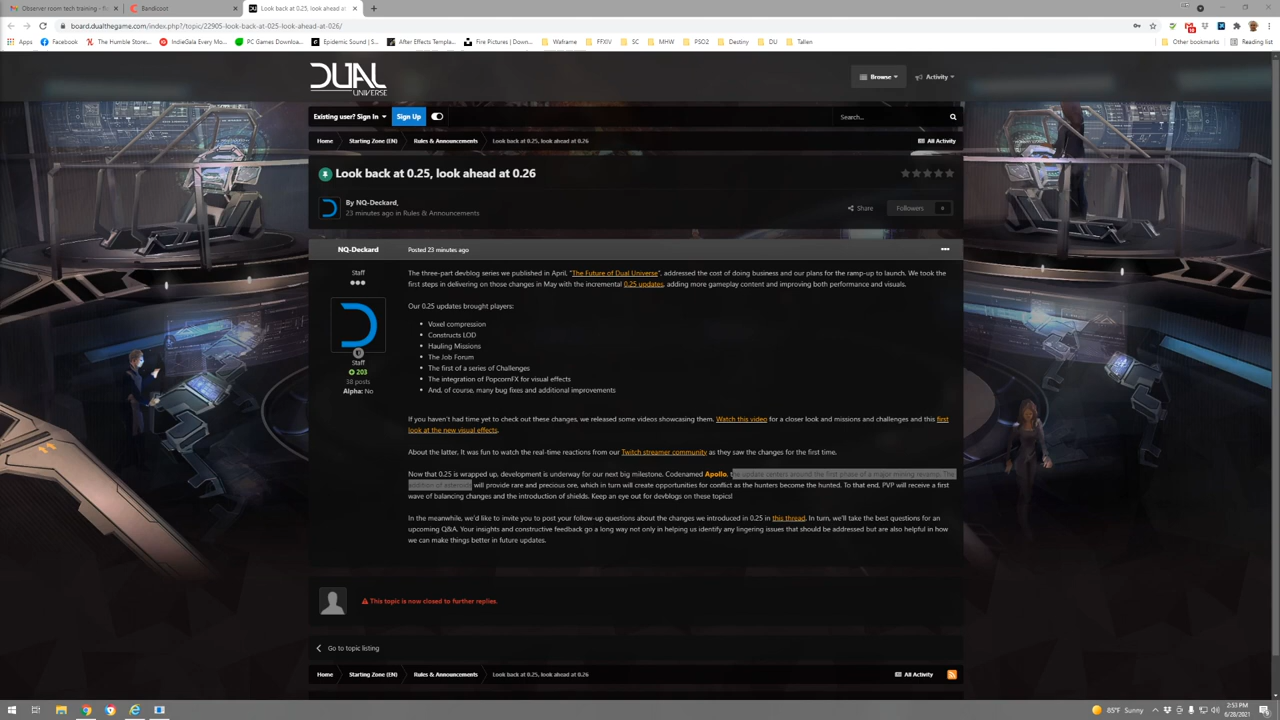 Observer room tech training - fl
Bandicoot
Look back at 0.25, look ahead at
board.dualthegame.com/index.php?/topic/22905-look-back-at-025-look-ahead-at-026/
Apps
Facebook
The Humble Store...
IndieGala Every Mo...
PC Games Downloa...
Epidemic Sound | S...
After Effects Templat...
Fire Pictures | Down...
Waframe
FFXIV
SC
MHW
PSO2
Destiny
DU
Tallen
Other bookmarks
Reading list
DUAL
UNIVERSE
Browse
Activity
Existing user? Sign In
Sign Up
Search...
Home
Starting Zone (EN)
Rules & Announcements
Look back at 0.25, look ahead at 0.26
All Activity
Look back at 0.25, look ahead at 0.26
By NQ-Deckard,
23 minutes ago in Rules & Announcements
Share
Followers 0
NQ-Deckard
Posted 23 minutes ago
Staff
Staff
203
38 posts
Alpha: No
The three-part devblog series we published in April, "The Future of Dual Universe", addressed the cost of doing business and our plans for the ramp-up to launch. We took the
first steps in delivering on those changes in May with the incremental 0.25 updates, adding more gameplay content and improving both performance and visuals.
Our 0.25 updates brought players:
• Voxel compression
• Constructs LOD
• Hauling Missions
• The Job Forum
• The first of a series of Challenges
• The integration of PopcornFX for visual effects
• And, of course, many bug fixes and additional improvements
If you haven't had time yet to check out these changes, we released some videos showcasing them. Watch this video for a closer look and missions and challenges and this first
look at the new visual effects.
About the latter, it was fun to watch the real-time reactions from our Twitch streamer community as they saw the changes for the first time.
Now that 0.25 is wrapped up, development is underway for our next big milestone. Codenamed Apollo, the update centers around the first phase of a major mining revamp. The
addition of asteroids will provide rare and precious ore, which in turn will create opportunities for conflict as the hunters become the hunted. To that end, PVP will receive a first
wave of balancing changes and the introduction of shields. Keep an eye out for devblogs on these topics!
In the meanwhile, we'd like to invite you to post your follow-up questions about the changes we introduced in 0.25 in this thread. In turn, we'll take the best questions for an
upcoming Q&A. Your insights and constructive feedback go a long way not only in helping us identify any lingering issues that should be addressed but are also helpful in how
we can make things better in future updates.
This topic is now closed to further replies.
Go to topic listing
Home
Starting Zone (EN)
Rules & Announcements
Look back at 0.25, look ahead at 0.26
All Activity
85°F Sunny
2:53 PM
6/28/2021